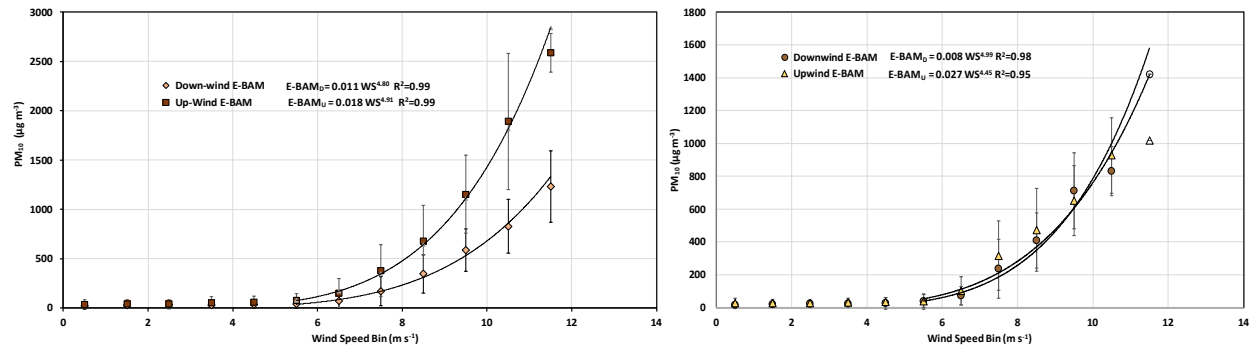 3000
2500
2000
1500
1000
500
0
PM₁₀ (µg m⁻³)
Down-wind E-BAM E-BAM_D= 0.011 WS⁴·⁸⁰ R²=0.99
Up-Wind E-BAM E-BAM_U = 0.018 WS⁴·⁹¹ R²=0.99
0 2 4 6 8 10 12 14
Wind Speed Bin (m s⁻¹)
1800
1600
1400
1200
1000
800
600
400
200
0
PM₁₀ (µg m⁻³)
Downwind E-BAM E-BAM_D = 0.008 WS⁴·⁹⁹ R²=0.98
Upwind E-BAM E-BAM_U = 0.027 WS⁴·⁴⁵ R²=0.95
0 2 4 6 8 10 12 14
Wind Speed Bin (m s⁻¹)